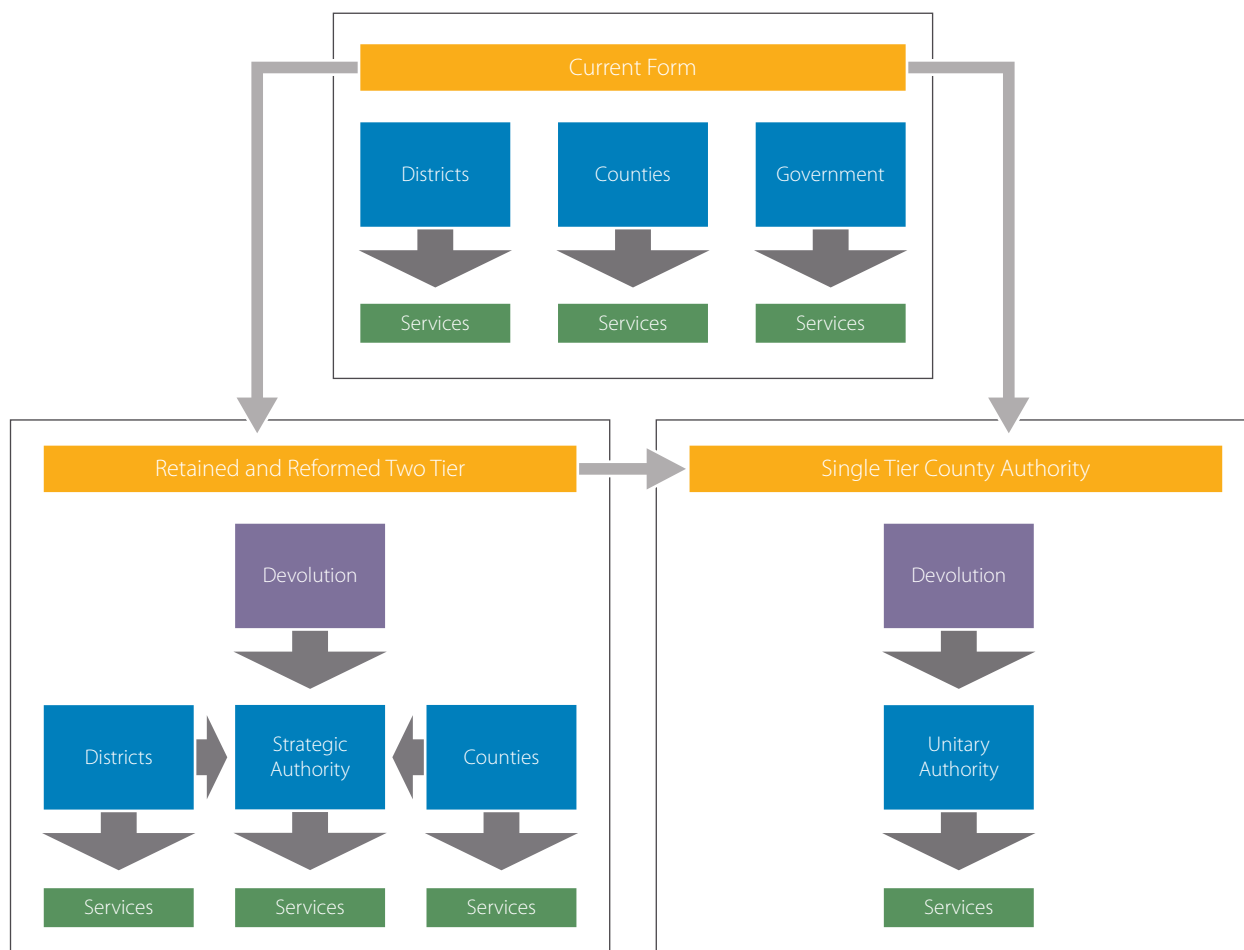 Current Form
Districts
Counties
Government
Services
Services
Services
Retained and Reformed Two Tier
Devolution
Districts
Strategic
Authority
Counties
Services
Services
Services
Single Tier County Authority
Devolution
Unitary
Authority
Services